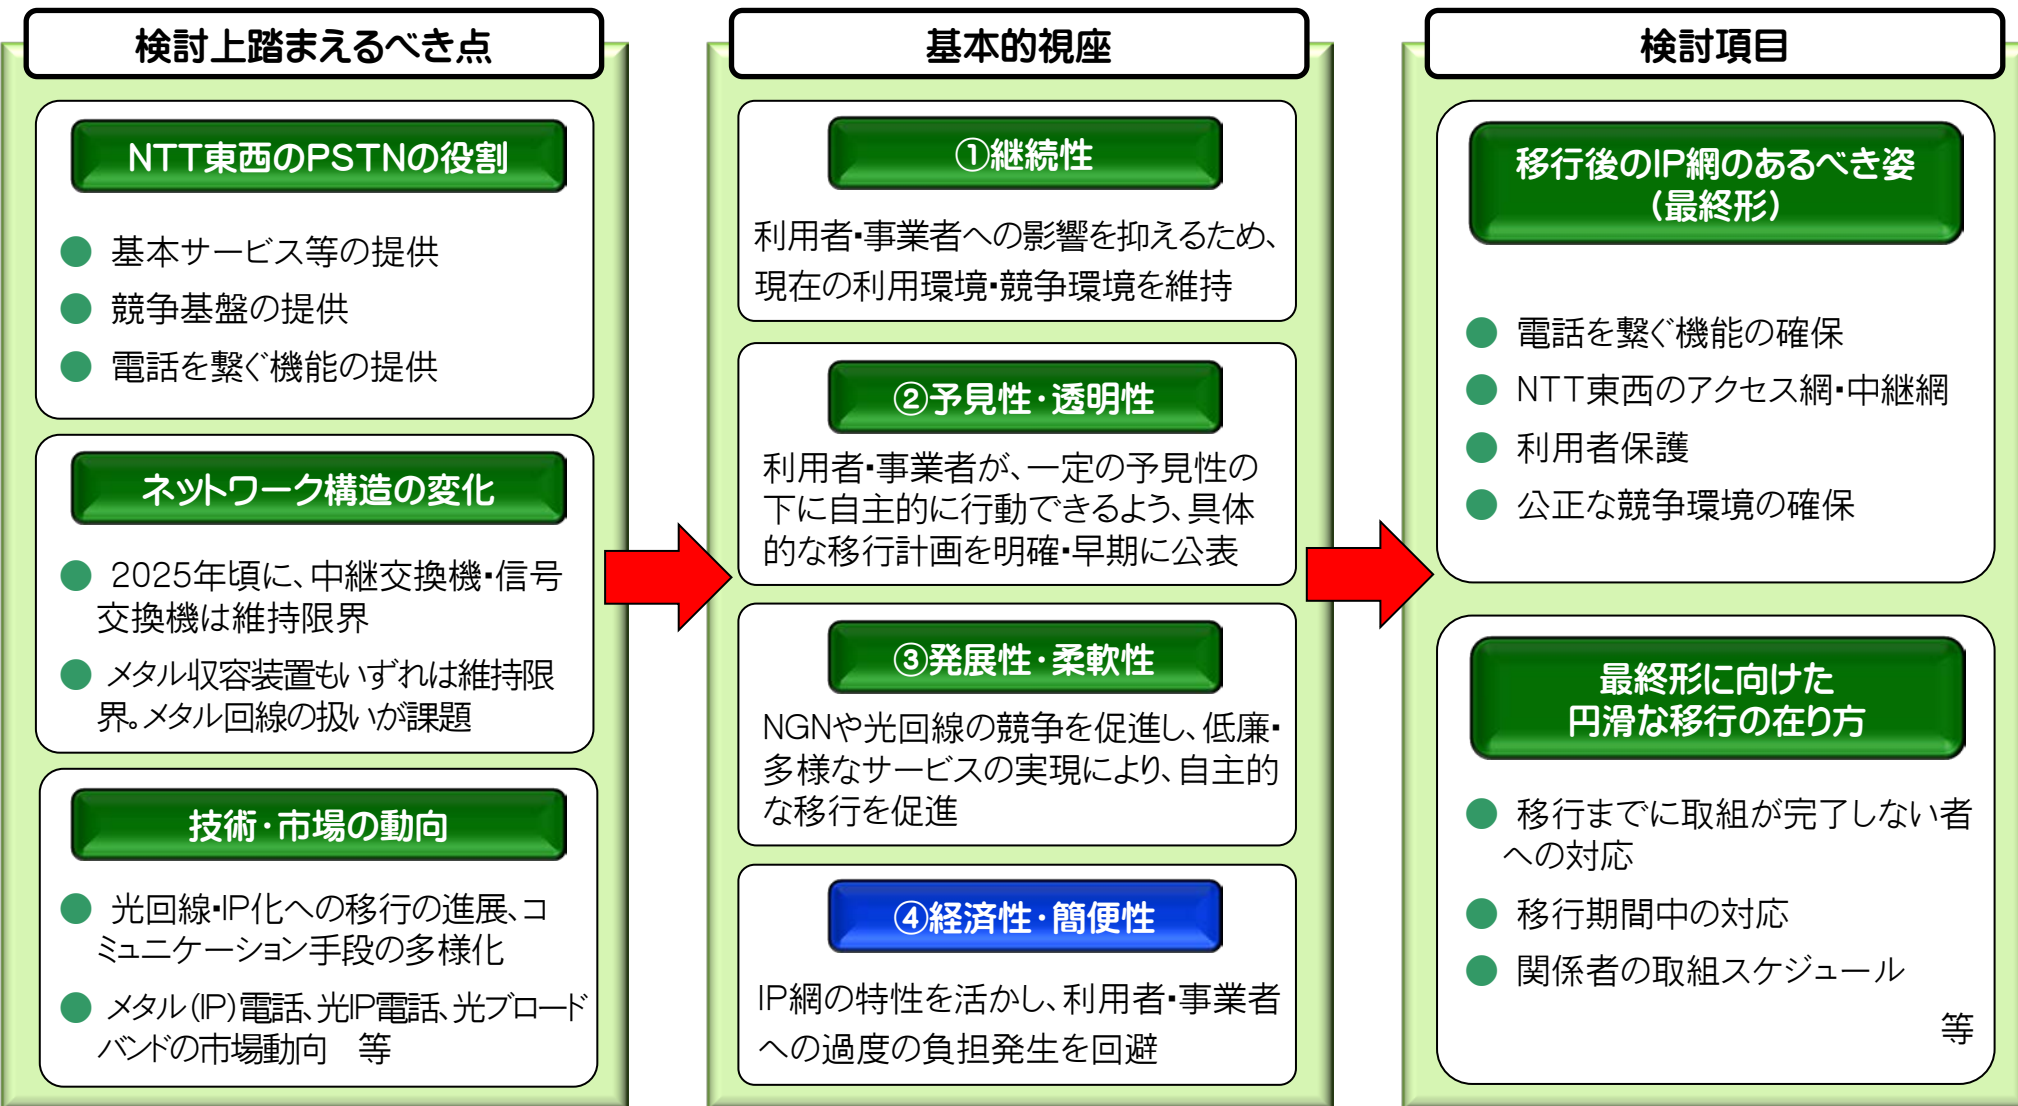 検討上踏まえるべき点
NTT東西のPSTNの役割
● 基本サービス等の提供
● 競争基盤の提供
● 電話を繋ぐ機能の提供
ネットワーク構造の変化
● 2025年頃に、中継交換機・信号
交換機は維持限界
● メタル収容装置もいずれは維持限
界。メタル回線の扱いが課題
技術・市場の動向
● 光回線・IP化への移行の進展、コ
ミュニケーション手段の多様化
● メタル(IP)電話、光IP電話、光ブロード
バンドの市場動向　等
基本的視座
①継続性
利用者・事業者への影響を抑えるため、
現在の利用環境・競争環境を維持
②予見性・透明性
利用者・事業者が、一定の予見性の
下に自主的に行動できるよう、具体
的な移行計画を明確・早期に公表
③発展性・柔軟性
NGNや光回線の競争を促進し、低廉・
多様なサービスの実現により、自主的
な移行を促進
④経済性・簡便性
IP網の特性を活かし、利用者・事業者
への過度の負担発生を回避
検討項目
移行後のIP網のあるべき姿
(最終形)
● 電話を繋ぐ機能の確保
● NTT東西のアクセス網・中継網
● 利用者保護
● 公正な競争環境の確保
最終形に向けた
円滑な移行の在り方
● 移行までに取組が完了しない者
への対応
● 移行期間中の対応
● 関係者の取組スケジュール
等